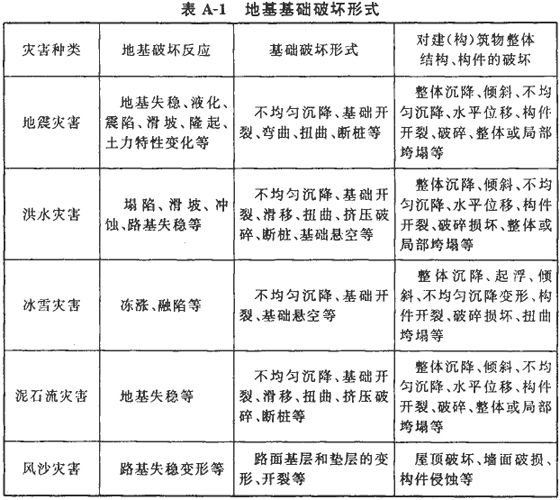 表 A-1 地基基础破坏形式
灾害种类
地基破坏反应
基础破坏形式
对建(构)筑物整体
结构、构件的破坏
地震灾害
地基失稳、液化、
震陷、滑坡、隆起、
土力特性变化等
不均匀沉降、基础开
裂、弯曲、扭曲、断桩等
整体沉降、倾斜、不均
匀沉降、水平位移、构件
开裂、破碎、整体或局部
垮塌等
洪水灾害
塌陷、滑坡、冲
蚀、路基失稳等
不均匀沉降、基础开
裂、滑移、扭曲、挤压破
碎、断桩、基础悬空等
整体沉降、倾斜、不均
匀沉降、水平位移、构件
开裂、破碎损坏、整体或
局部垮塌等
冰雪灾害
冻涨、融陷等
不均匀沉降、基础开
裂、基础悬空等
整体沉降、起浮、倾
斜、不均匀沉降变形、构
件开裂、破碎损坏、扭曲
垮塌等
泥石流灾害
地基失稳等
不均匀沉降、基础开
裂、滑移、扭曲、挤压破
碎、断桩等
整体沉降、倾斜、不均
匀沉降、水平位移、构件
开裂、破碎、整体或局部
垮塌等
风沙灾害
路基失稳变形等
路面基层和垫层的变
形、开裂等
屋顶破坏、墙面破损、
构件侵蚀等